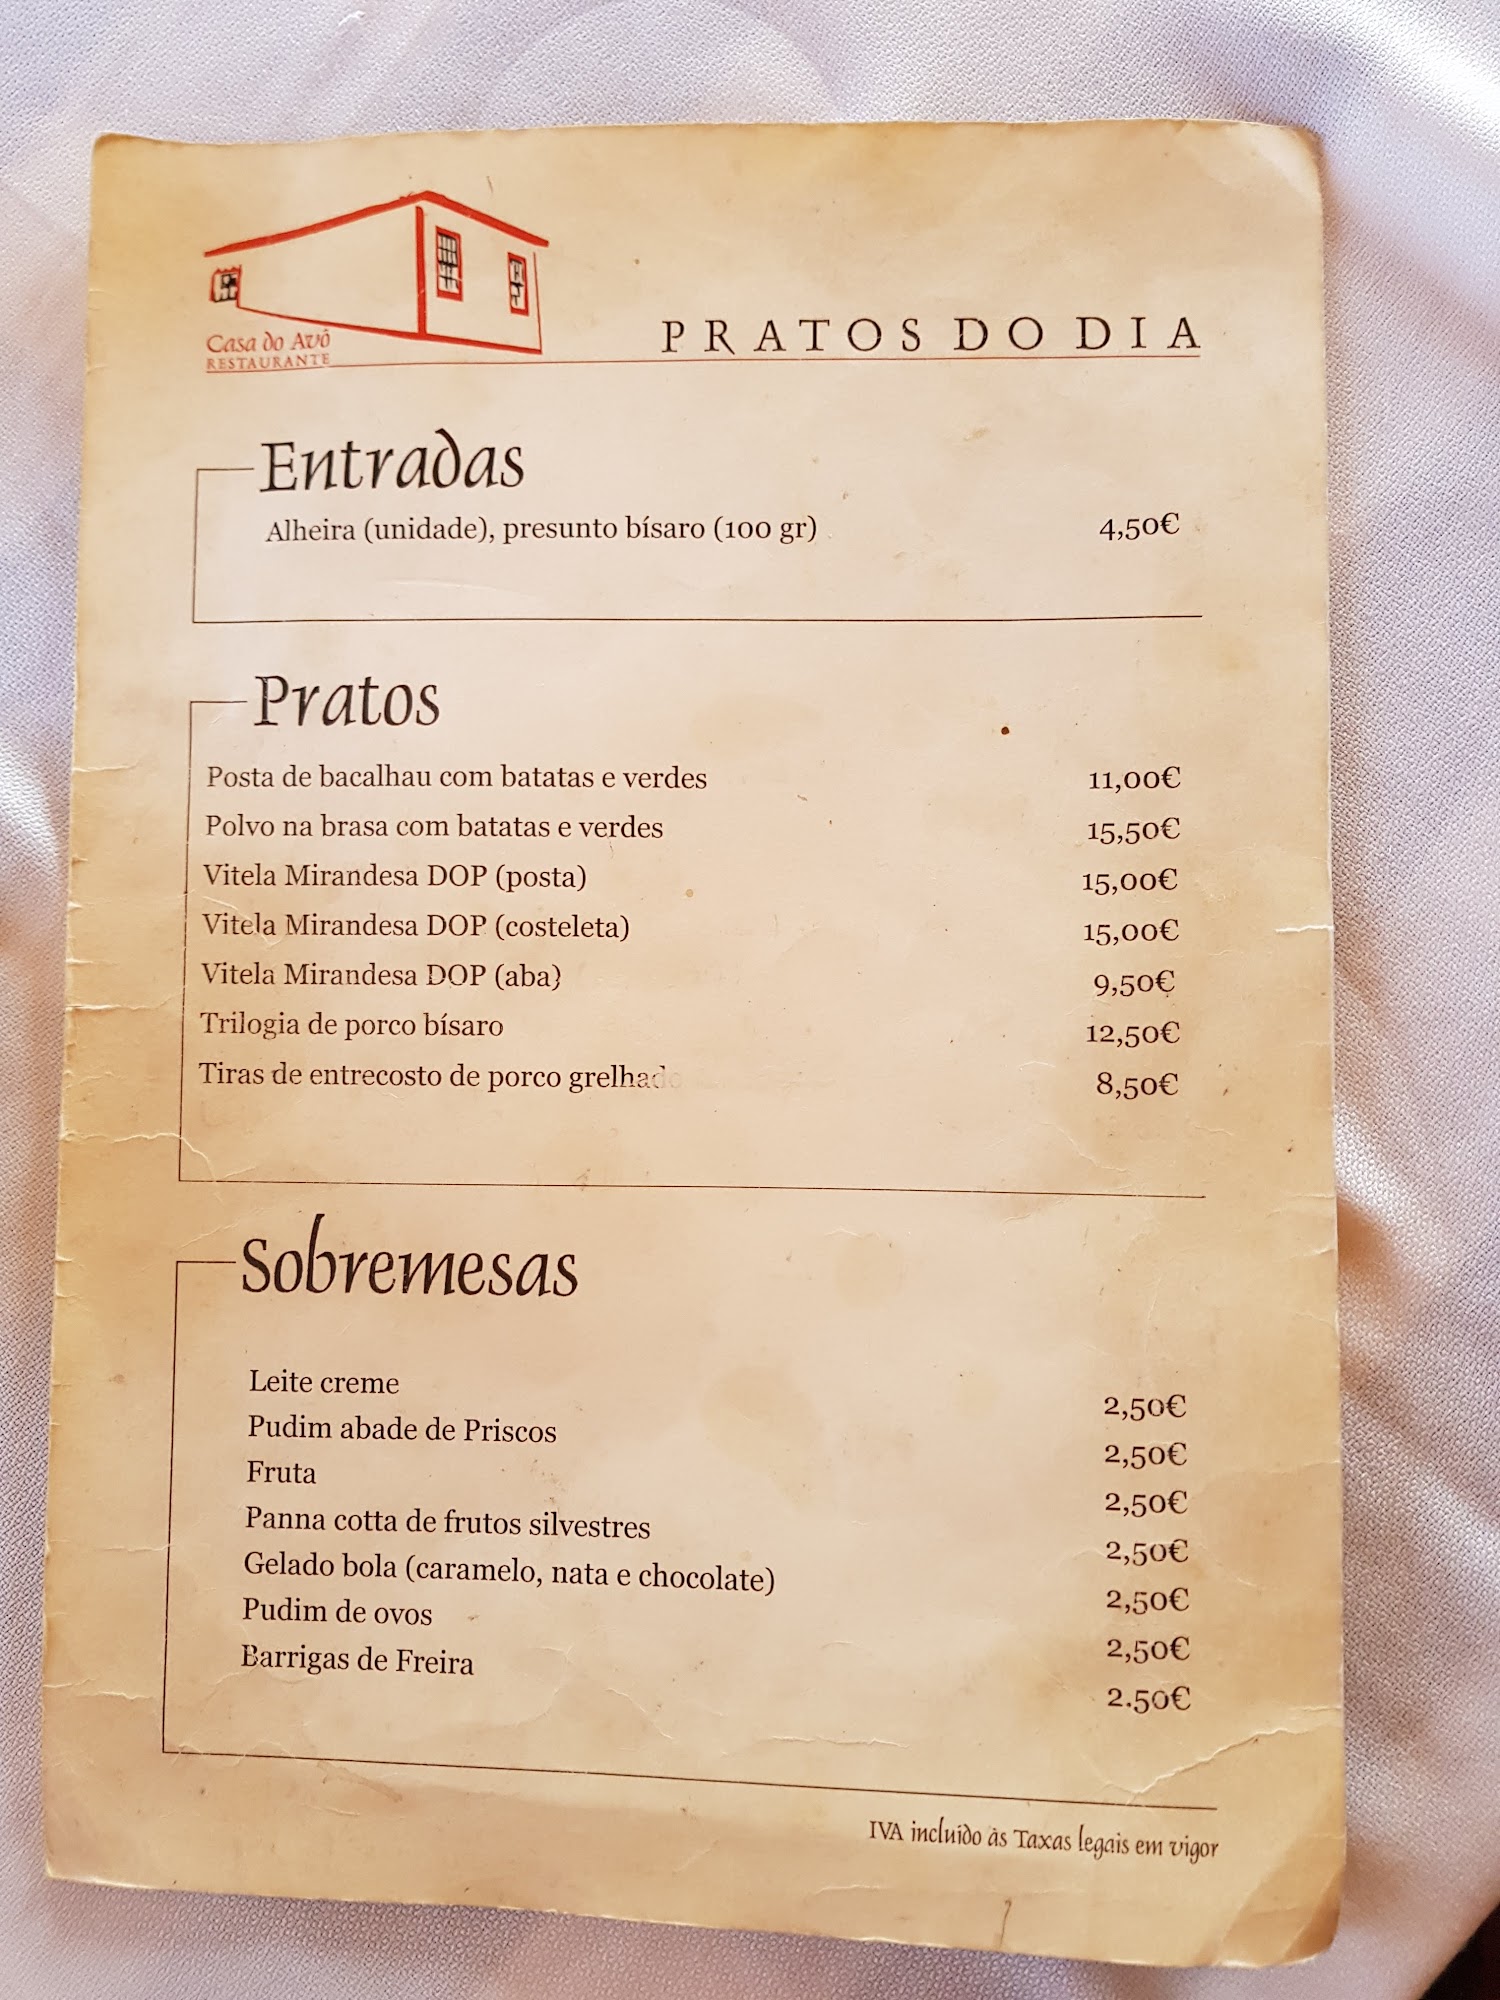 Casa do Avô
RESTAURANTE
PRATOS DO DIA
Entradas
Alheira (unidade), presunto bísaro (100 gr) 4,50€
Pratos
Posta de bacalhau com batatas e verdes 11,00€
Polvo na brasa com batatas e verdes 15,50€
Vitela Mirandesa DOP (posta) 15,00€
Vitela Mirandesa DOP (costeleta) 15,00€
Vitela Mirandesa DOP (aba) 9,50€
Trilogia de porco bísaro 12,50€
Tiras de entrecosto de porco grelhado 8,50€
Sobremesas
Leite creme 2,50€
Pudim abade de Priscos 2,50€
Fruta 2,50€
Panna cotta de frutos silvestres 2,50€
Gelado bola (caramelo, nata e chocolate) 2,50€
Pudim de ovos 2,50€
Barrigas de Freira 2.50€
IVA incluído às Taxas legais em vigor